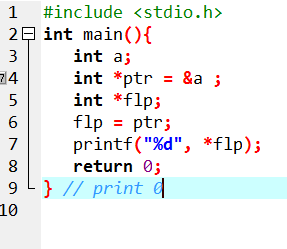 1 #include <stdio.h>
2 int main(){
3 int a;
4 int *ptr = &a ;
5 int *flp;
6 flp = ptr;
7 printf("%d", *flp);
8 return 0;
9 } // print 0
10